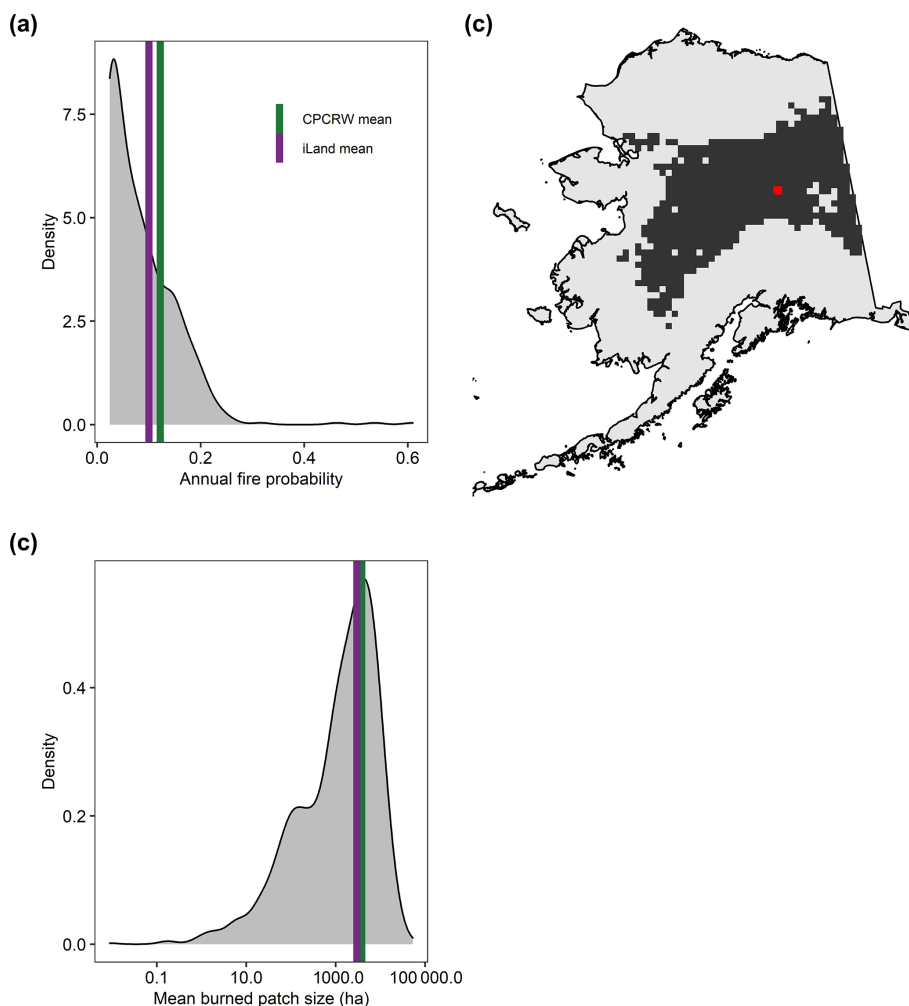 (a)
Density
7.5
5.0
2.5
0.0
CPCRW mean
iLand mean
0.0 0.2 0.4 0.6
Annual fire probability
(c)
(c)
Density
0.4
0.2
0.0
0.1 10.0 1000.0 100 000.0
Mean burned patch size (ha)